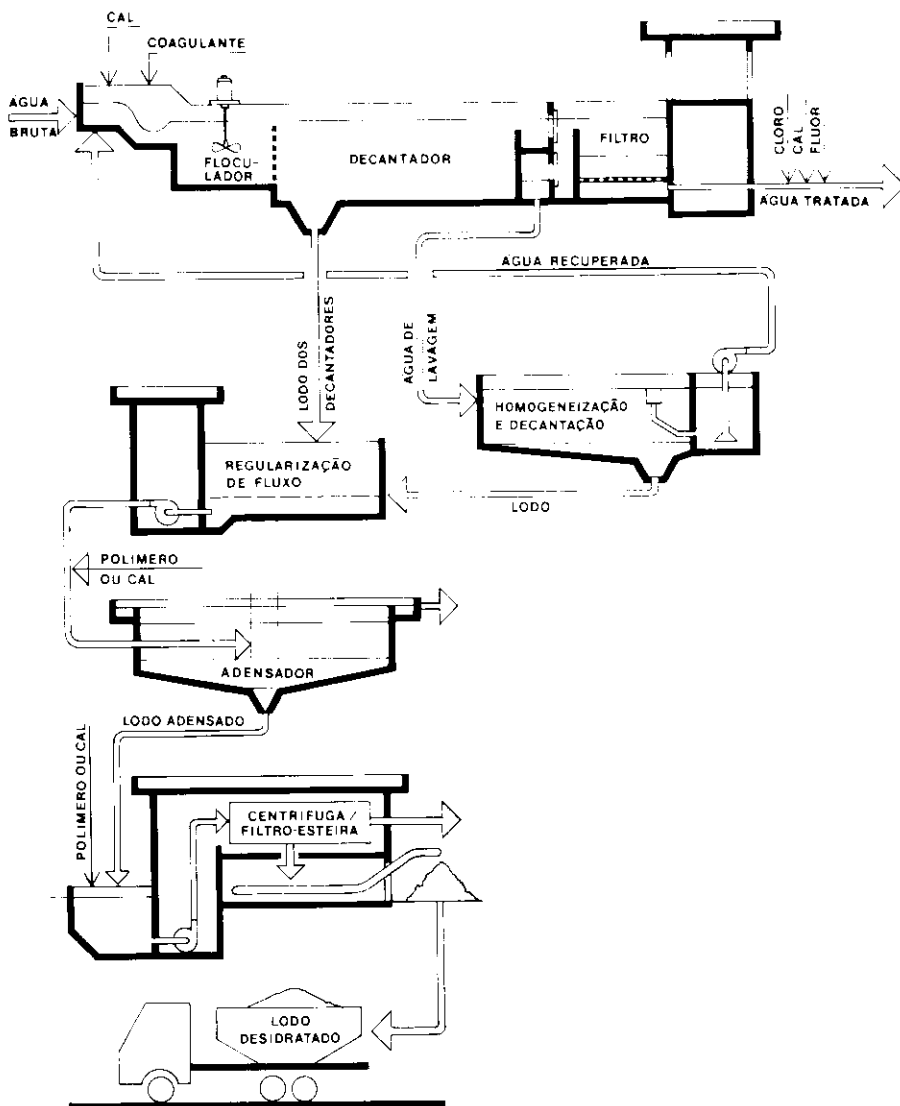 CAL
COAGULANTE
ÁGUA
BRUTA
FLOCU-
LADOR
DECANTADOR
FILTRO
CLORO
CAL
FLUOR
ÁGUA TRATADA
ÁGUA RECUPERADA
LODO DOS
DECANTADORES
ÁGUA DE
LAVAGEM
HOMOGENEIZAÇÃO
E DECANTAÇÃO
REGULARIZAÇÃO
DE FLUXO
LODO
POLIMERO
OU CAL
ADENSADOR
LODO ADENSADO
POLIMERO OU CAL
CENTRIFUGA/
FILTRO-ESTEIRA
LODO
DESIDRATADO